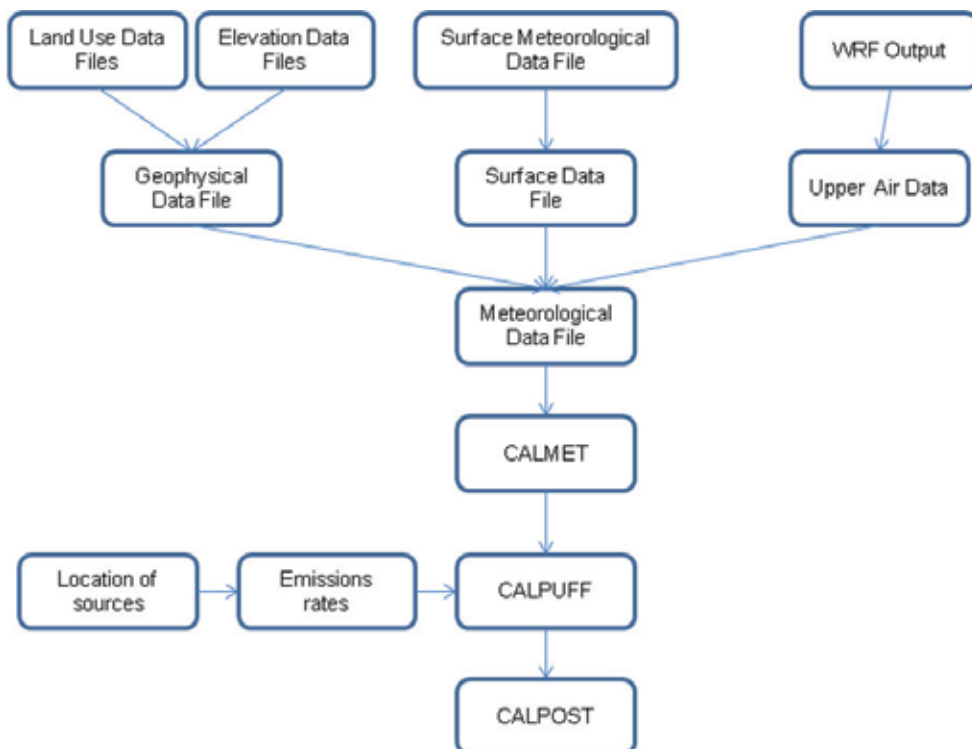 Land Use Data
Files
Elevation Data
Files
Surface Meteorological
Data File
WRF Output
Geophysical
Data File
Surface Data
File
Upper Air Data
Meteorological
Data File
CALMET
Location of
sources
Emissions
rates
CALPUFF
CALPOST